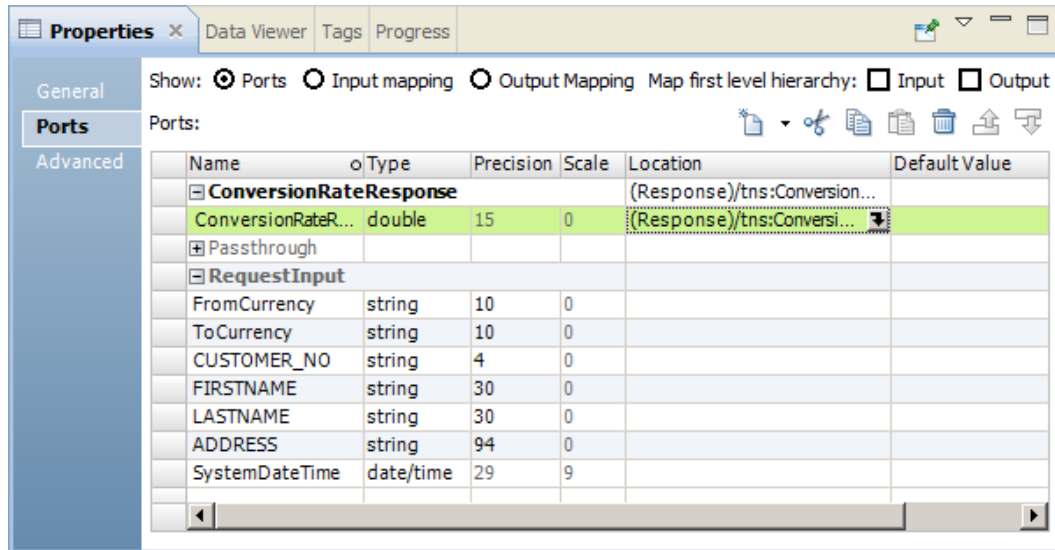 Properties Data Viewer Tags Progress
General
Ports
Advanced
Show: Ports Input mapping Output Mapping Map first level hierarchy: Input Output
Ports:
Name Type Precision Scale Location Default Value
ConversionRateResponse (Response)/tns:Conversion...
ConversionRateR... double 15 0 (Response)/tns:Conversi...
Passthrough
RequestInput
FromCurrency string 10 0
ToCurrency string 10 0
CUSTOMER_NO string 4 0
FIRSTNAME string 30 0
LASTNAME string 30 0
ADDRESS string 94 0
SystemDateTime date/time 29 9